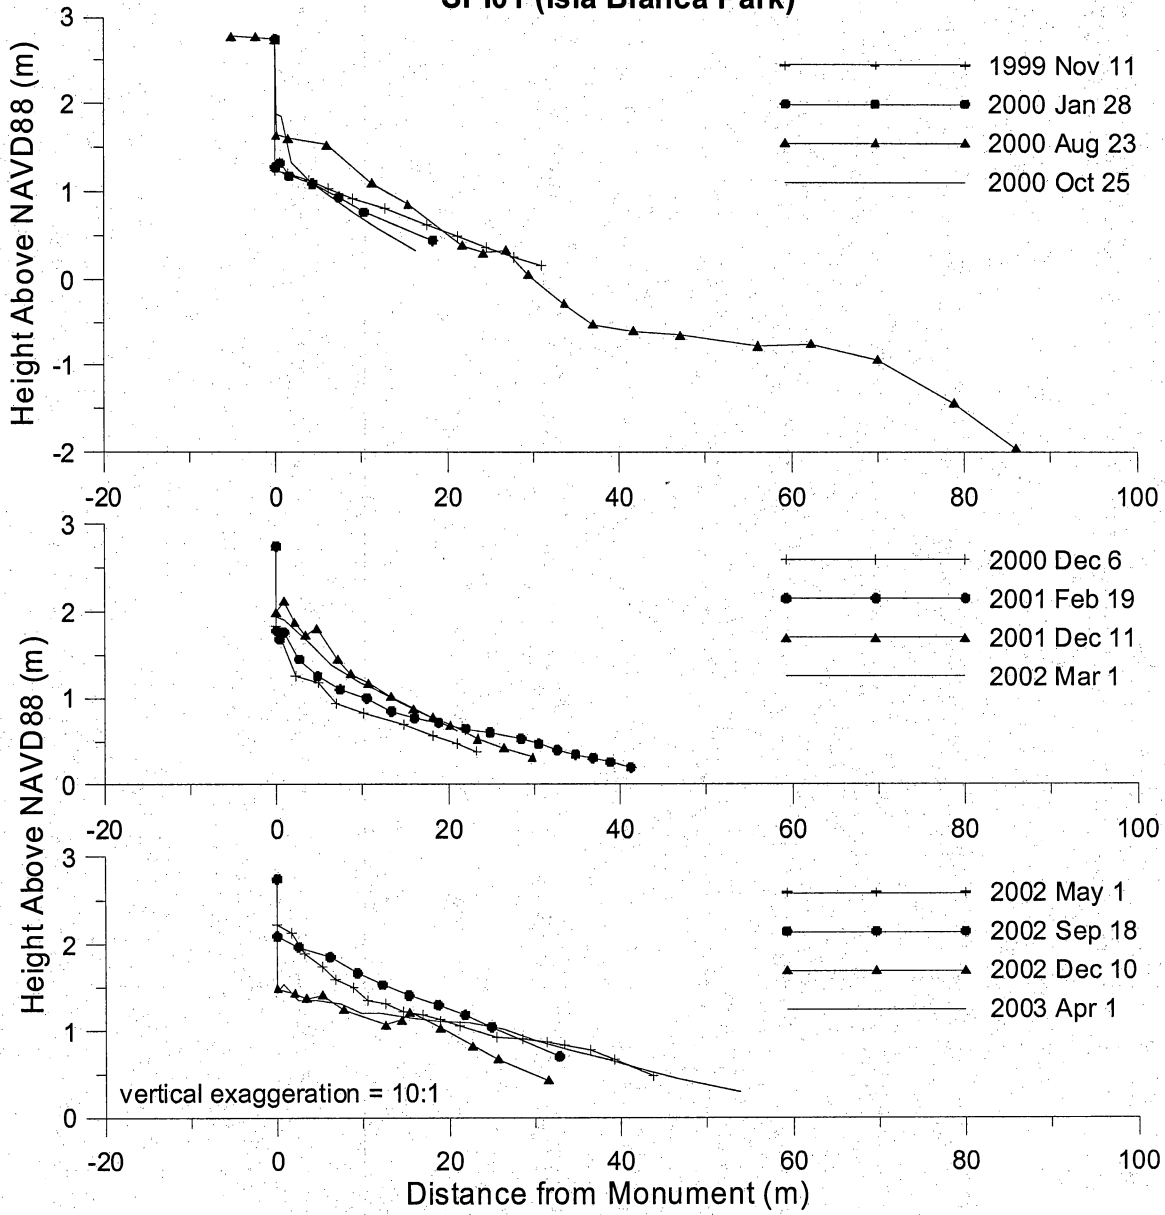 SPI01 (Isla Blanca Park)
3
2
1
0
-1
-2
Height Above NAVD88 (m)
1999 Nov 11
2000 Jan 28
2000 Aug 23
2000 Oct 25
-20 0 20 40 60 80 100
3
2
1
0
Height Above NAVD88 (m)
2000 Dec 6
2001 Feb 19
2001 Dec 11
2002 Mar 1
-20 0 20 40 60 80 100
3
2
1
0
2002 May 1
2002 Sep 18
2002 Dec 10
2003 Apr 1
vertical exaggeration = 10:1
-20 0 20 40 60 80 100
Distance from Monument (m)